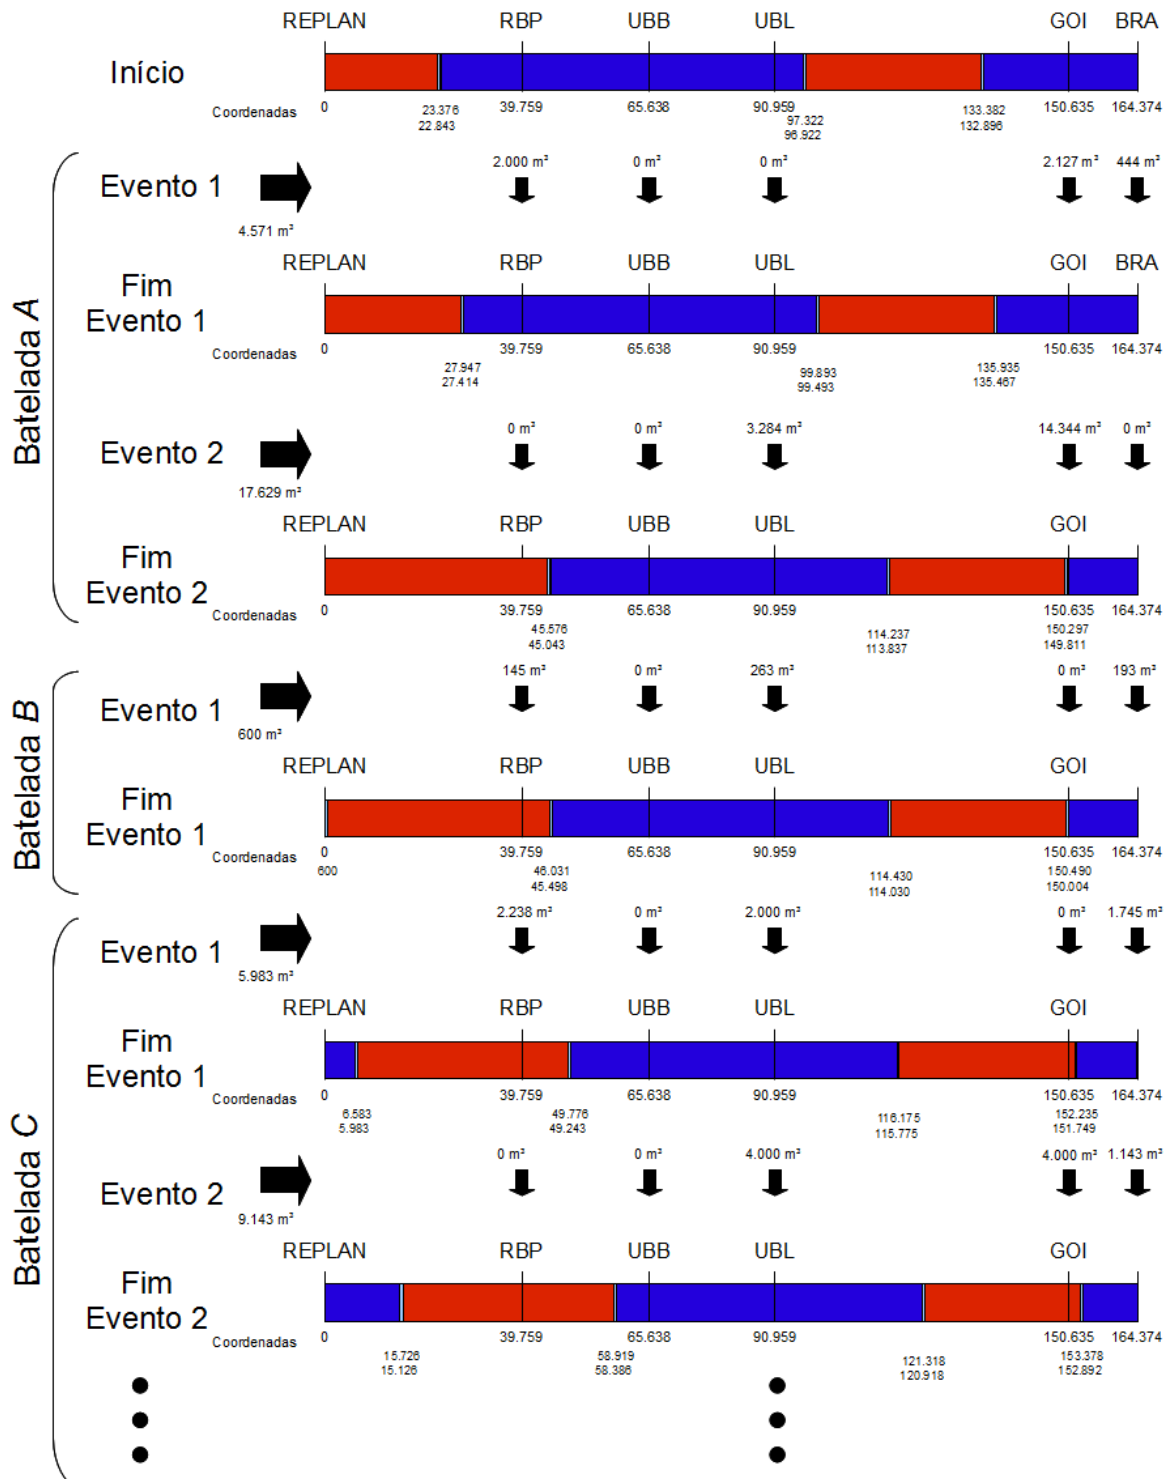 REPLAN RBP UBB UBL GOI BRA
Início
Coordenadas 0 23.376 39.759 65.638 90.959 97.322 133.382 150.635 164.374
22.843 96.922 132.896
Batelada A
Evento 1 2.000 m³ 0 m³ 0 m³ 2.127 m³ 444 m³
4.571 m³
REPLAN RBP UBB UBL GOI BRA
Fim
Evento 1
Coordenadas 0 39.759 65.638 90.959 150.635 164.374
27.947 99.893 135.935
27.414 99.493 135.467
Evento 2 0 m³ 0 m³ 3.284 m³ 14.344 m³ 0 m³
17.629 m³
REPLAN RBP UBB UBL GOI
Fim
Evento 2
Coordenadas 0 39.759 65.638 90.959 150.635 164.374
45.576 114.237 150.297
45.043 113.837 149.811
Batelada B
Evento 1 145 m³ 0 m³ 263 m³ 0 m³ 193 m³
600 m³
REPLAN RBP UBB UBL GOI
Fim
Evento 1
Coordenadas 0 39.759 65.638 90.959 150.635 164.374
600 46.031 114.430 150.490
45.498 114.030 150.004
Batelada C
Evento 1 2.238 m³ 0 m³ 2.000 m³ 0 m³ 1.745 m³
5.983 m³
REPLAN RBP UBB UBL GOI
Fim
Evento 1
Coordenadas 0 39.759 65.638 90.959 150.635 164.374
6.583 49.776 116.175 152.235
5.983 49.243 115.775 151.749
Evento 2 0 m³ 0 m³ 4.000 m³ 4.000 m³ 1.143 m³
9.143 m³
REPLAN RBP UBB UBL GOI
Fim
Evento 2
Coordenadas 0 39.759 65.638 90.959 150.635 164.374
15.726 58.919 121.318 153.378
15.126 58.386 120.918 152.892